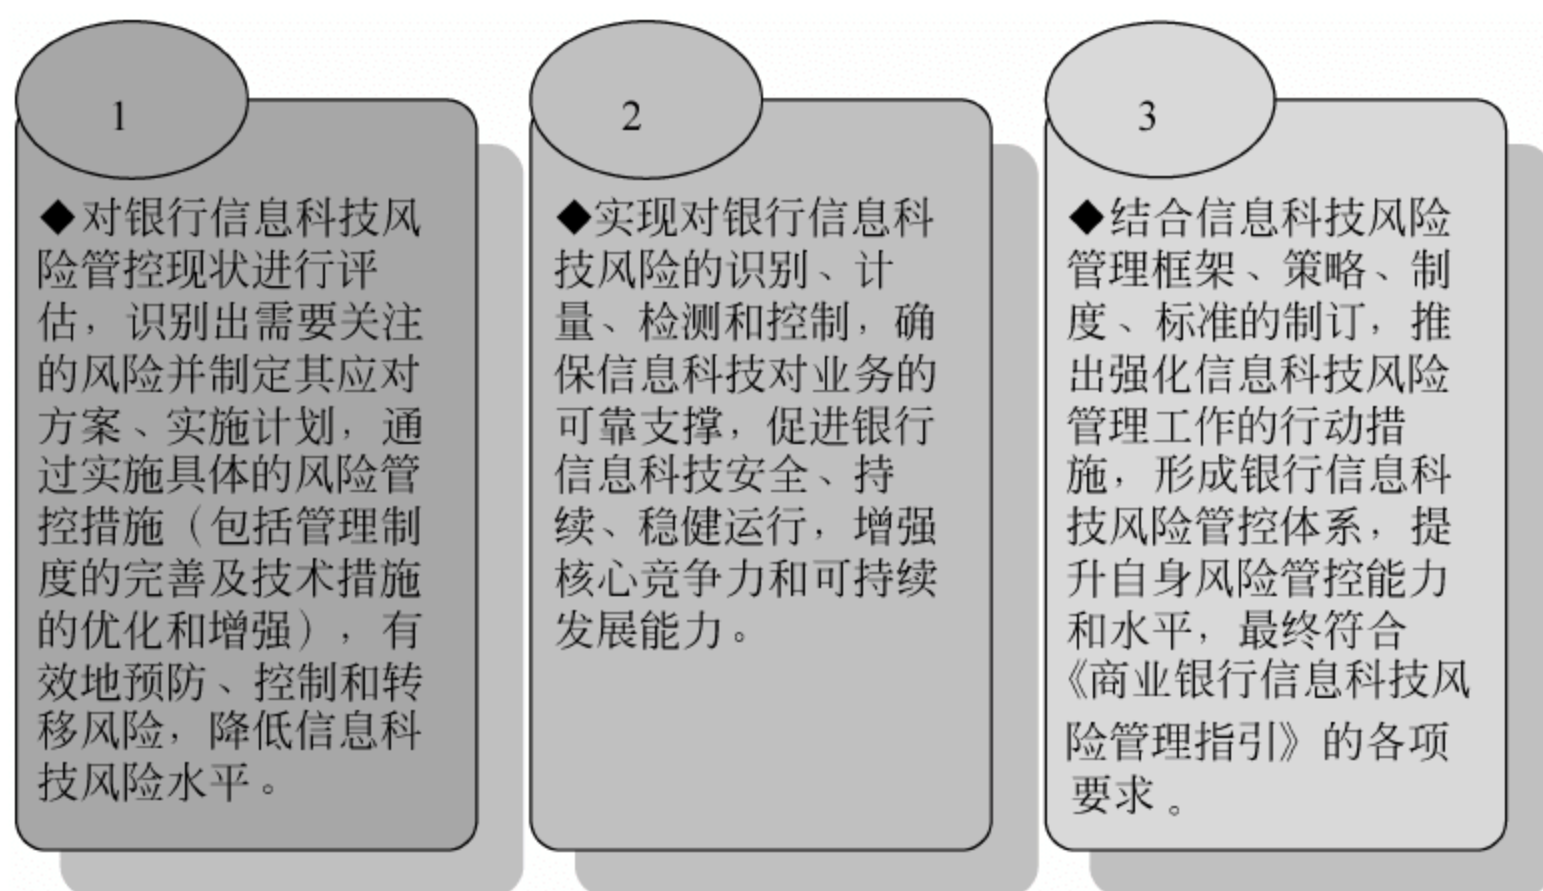 1
◆对银行信息科技风
险管控现状进行评
估，识别出需要关注
的风险并制定其应对
方案、实施计划，通
过实施具体的风险管
控措施（包括管理制
度的完善及技术措施
的优化和增强），有
效地预防、控制和转
移风险，降低信息科
技风险水平。
2
◆实现对银行信息科
技风险的识别、计
量、检测和控制，确
保信息科技对业务的
可靠支撑，促进银行
信息科技安全、持
续、稳健运行，增强
核心竞争力和可持续
发展能力。
3
◆结合信息科技风险
管理框架、策略、制
度、标准的制订，推
出强化信息科技风险
管理工作的行动措
施，形成银行信息科
技风险管控体系，提
升自身风险管控能力
和水平，最终符合
《商业银行信息科技风
险管理指引》的各项
要求。